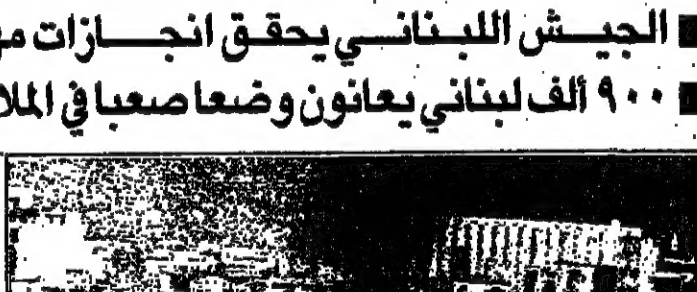 ■ الجيش اللبناني يحقق انجازات
■ ٩٠٠ ألف لبناني يعانون وضعا صعبا في